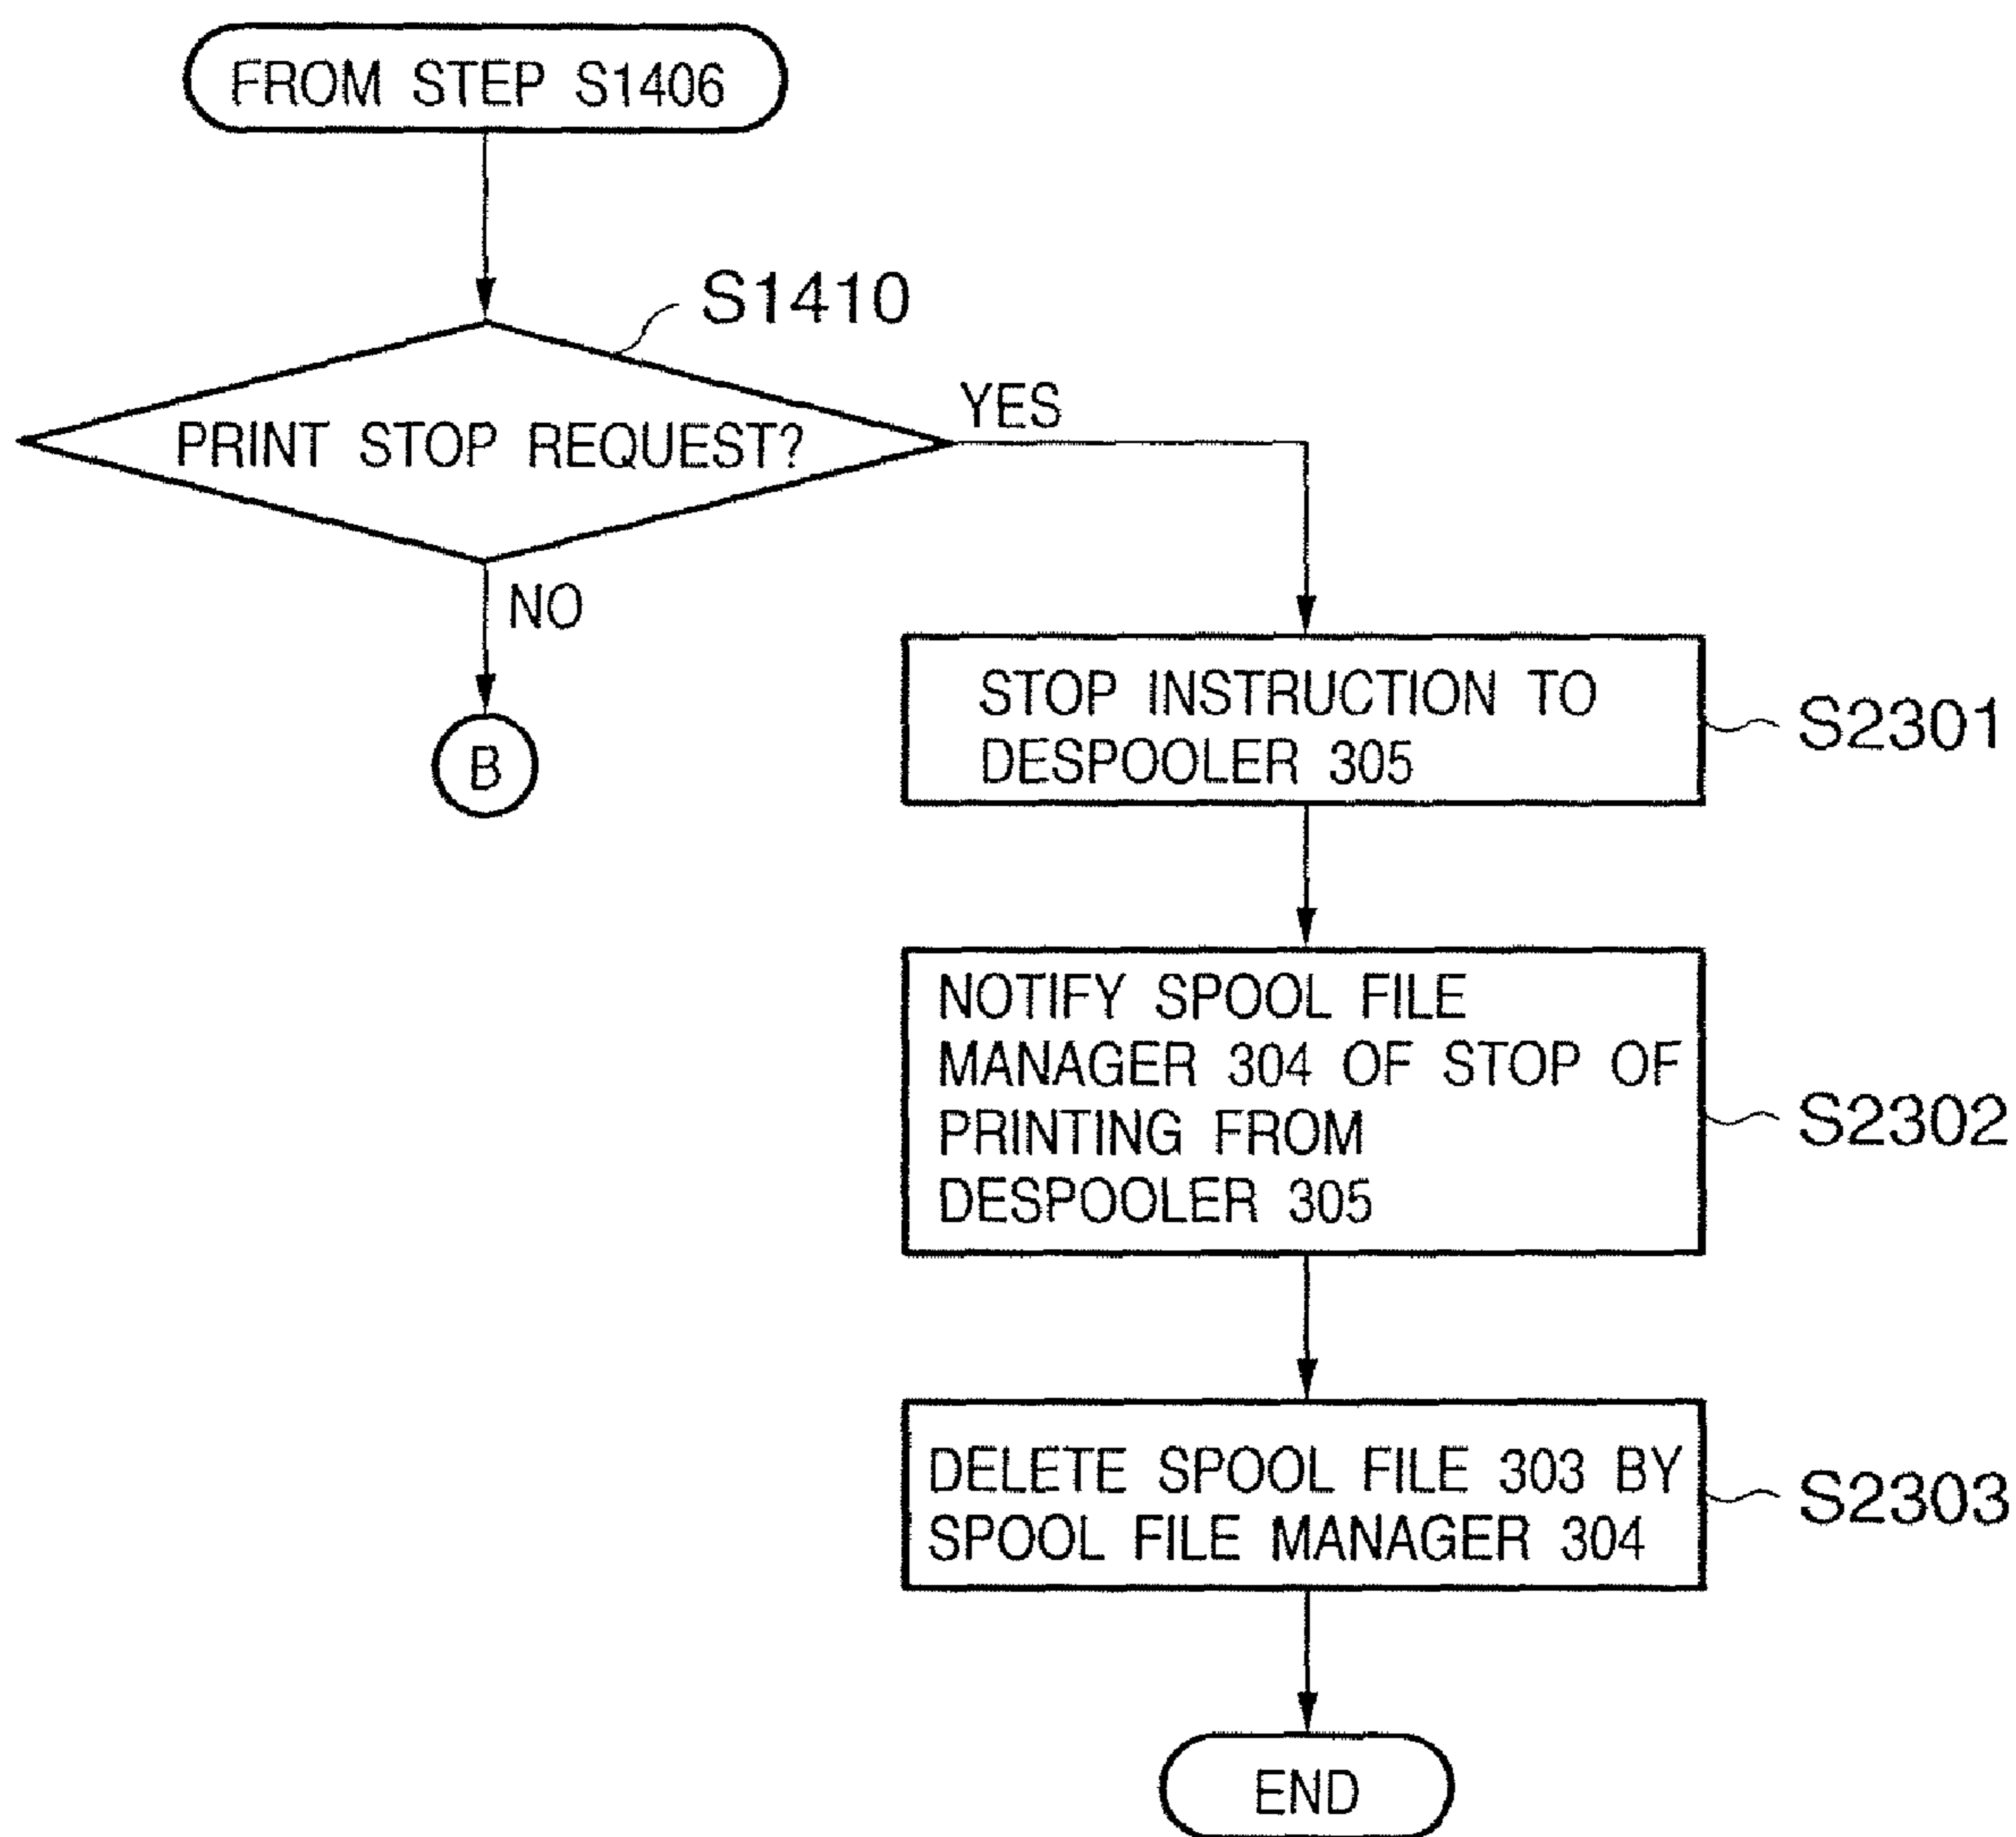 FROM STEP S1406
S1410
PRINT STOP REQUEST?
YES
NO
B
STOP INSTRUCTION TO
DESPOOLER 305
S2301
NOTIFY SPOOL FILE
MANAGER 304 OF STOP OF
PRINTING FROM
DESPOOLER 305
S2302
DELETE SPOOL FILE 303 BY
SPOOL FILE MANAGER 304
S2303
END